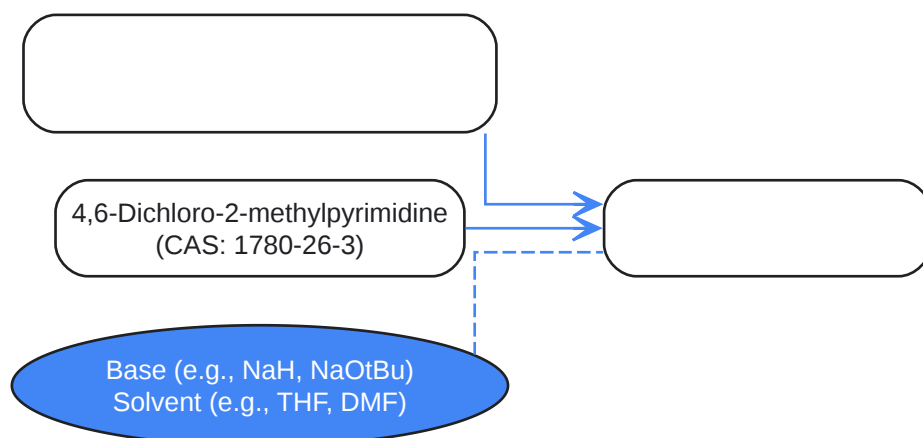 4,6-Dichloro-2-methylpyrimidine
(CAS: 1780-26-3)
Base (e.g., NaH, NaOtBu)
Solvent (e.g., THF, DMF)